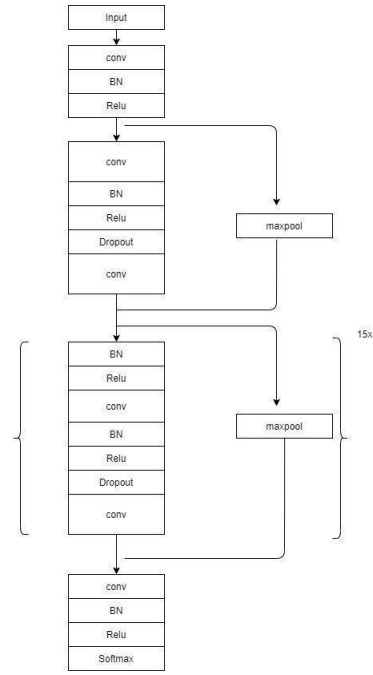 Input
conv
BN
Relu
conv
BN
Relu
Dropout
conv
maxpool
15x
BN
Relu
conv
BN
Relu
Dropout
conv
maxpool
conv
BN
Relu
Softmax